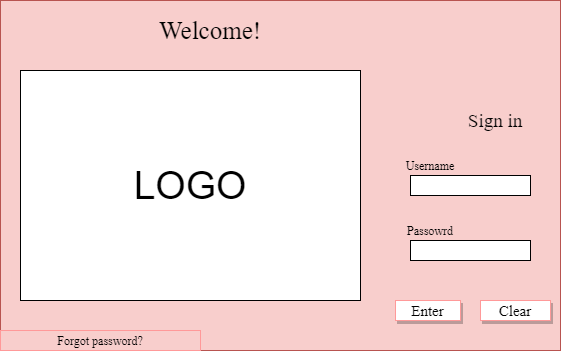 Welcome!
LOGO
Sign in
Username
Passowrd
Enter
Clear
Forgot password?